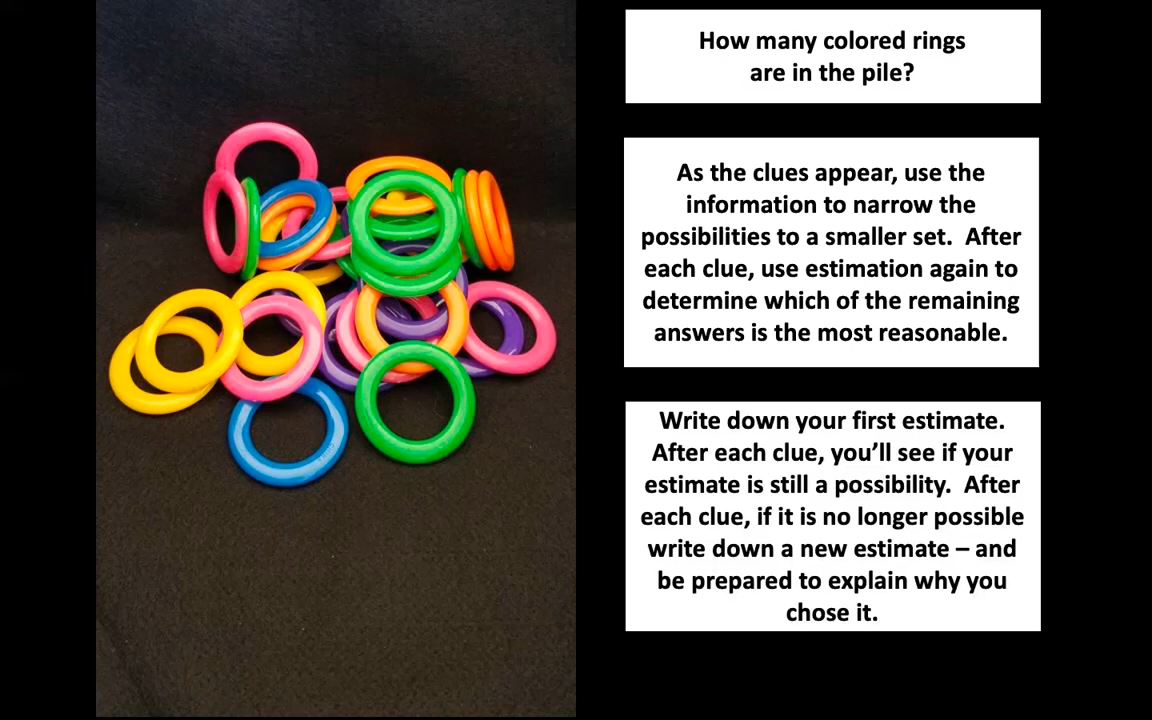 How many colored rings
are in the pile?
As the clues appear, use the
information to narrow the
possibilities to a smaller set.  After
each clue, use estimation again to
determine which of the remaining
answers is the most reasonable.
Write down your first estimate.
After each clue, you’ll see if your
estimate is still a possibility.  After
each clue, if it is no longer possible
write down a new estimate – and
be prepared to explain why you
chose it.